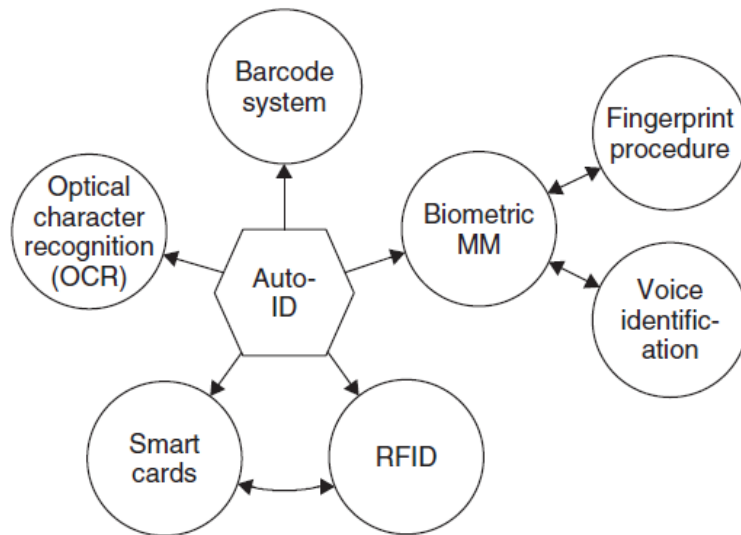 Barcode
system
Fingerprint
procedure
Optical
character
recognition
(OCR)
Biometric
MM
Auto-
ID
Voice
identific-
ation
Smart
cards
RFID